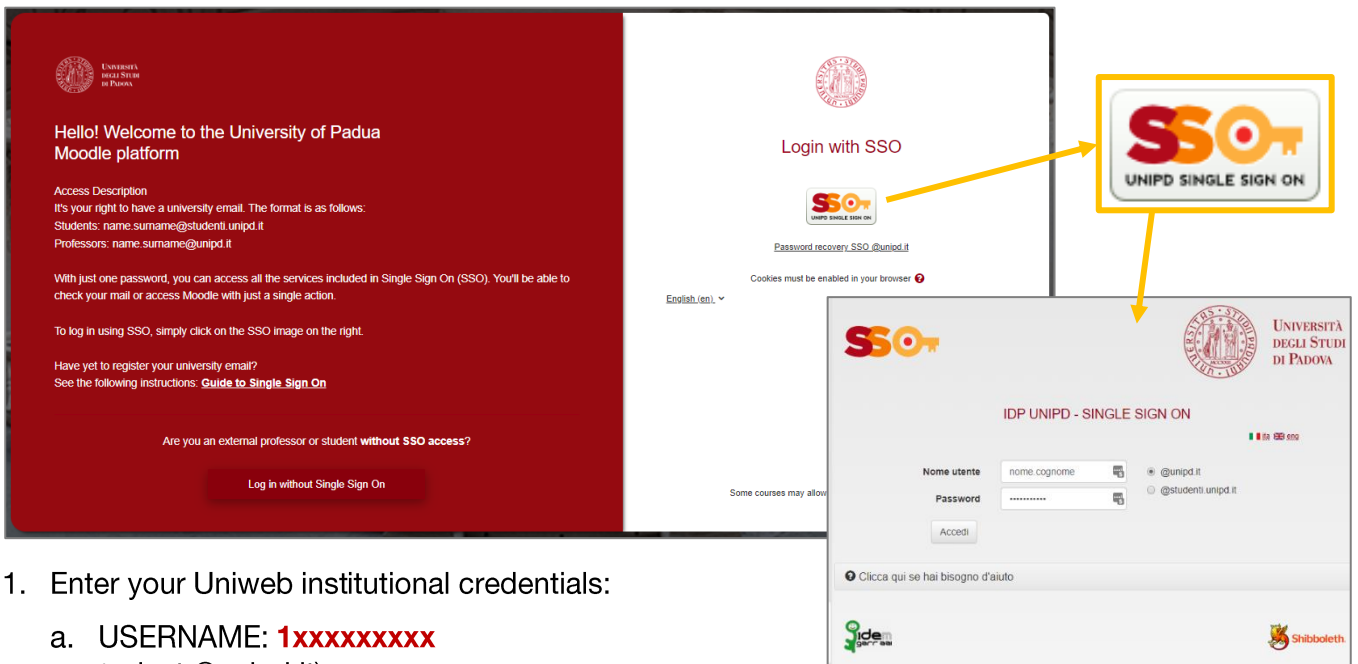 UNIVERSITÀ
DEGLI STUDI
DI PADOVA
Hello! Welcome to the University of Padua
Moodle platform
Access Description
It's your right to have a university email. The format is as follows:
Students: name.surname@studenti.unipd.it
Professors: name.surname@unipd.it
With just one password, you can access all the services included in Single Sign On (SSO). You'll be able to
check your mail or access Moodle with just a single action.
To log in using SSO, simply click on the SSO image on the right.
Have yet to register your university email?
See the following instructions: Guide to Single Sign On
Are you an external professor or student without SSO access?
Log in without Single Sign On
Login with SSO
SSO
UNIPD SINGLE SIGN ON
Password recovery SSO @unipd.it
Cookies must be enabled in your browser
English (en)
Some courses may allow
SSO
UNIPD SINGLE SIGN ON
SSO
UNIVERSITÀ
DEGLI STUDI
DI PADOVA
IDP UNIPD - SINGLE SIGN ON
ita eng
Nome utente nome.cognome @unipd.it
Password ••••••••••• @studenti.unipd.it
Accedi
Clicca qui se hai bisogno d'aiuto
idem
garr aai
Shibboleth.
1. Enter your Uniweb institutional credentials:
a. USERNAME: 1xxxxxxxxx